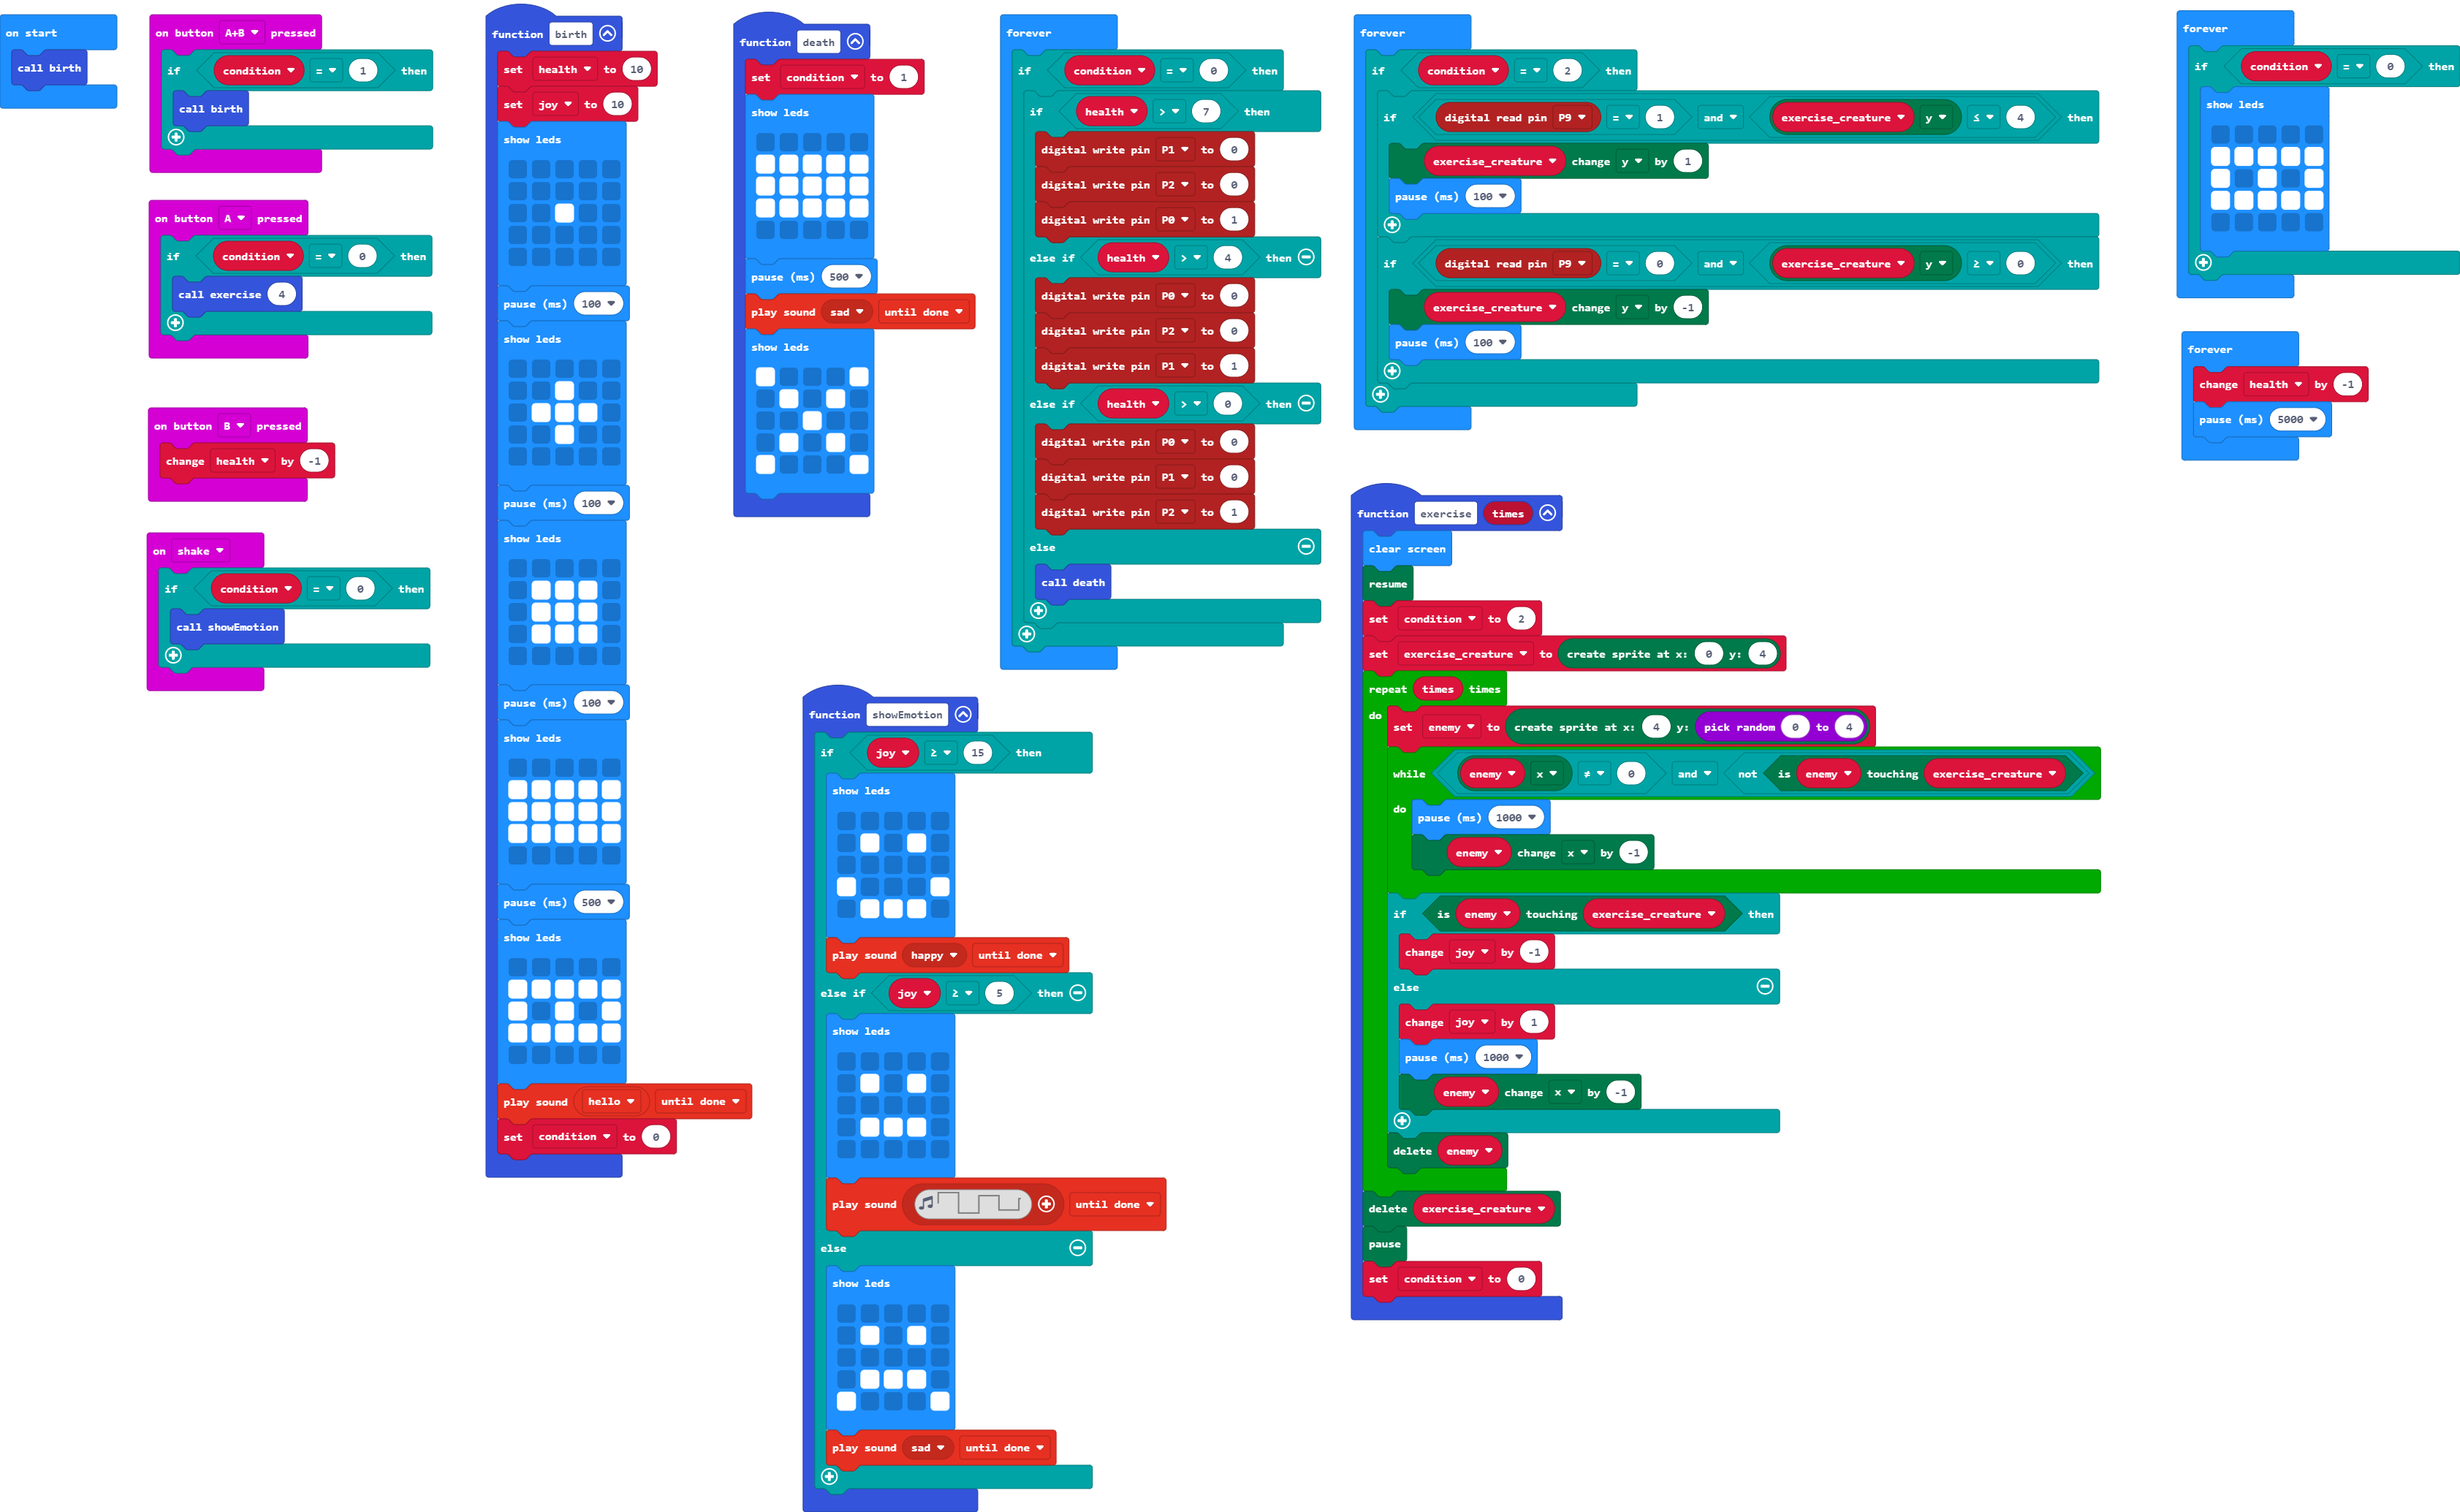 on start
call birth
on button A+B pressed
if condition = 1 then
call birth
on button A pressed
if condition = 0 then
call exercise 4
on button B pressed
change health by -1
on shake
if condition = 0 then
call showEmotion
function birth
set health to 10
set joy to 10
show leds
pause (ms) 100
show leds
pause (ms) 100
show leds
pause (ms) 100
show leds
pause (ms) 500
show leds
play sound hello until done
set condition to 0
function death
set condition to 1
show leds
pause (ms) 500
play sound sad until done
show leds
forever
if condition = 0 then
if health > 7 then
digital write pin P1 to 0
digital write pin P2 to 0
digital write pin P0 to 1
else if health > 4 then
digital write pin P0 to 0
digital write pin P2 to 0
digital write pin P1 to 1
else if health > 0 then
digital write pin P0 to 0
digital write pin P1 to 0
digital write pin P2 to 1
else
call death
function showEmotion
if joy ≥ 15 then
show leds
play sound happy until done
else if joy ≥ 5 then
show leds
play sound until done
else
show leds
play sound sad until done
forever
if condition = 2 then
if digital read pin P9 = 1 and exercise_creature y ≤ 4 then
exercise_creature change y by 1
pause (ms) 100
if digital read pin P9 = 0 and exercise_creature y ≥ 0 then
exercise_creature change y by -1
pause (ms) 100
function exercise times
clear screen
resume
set condition to 2
set exercise_creature to create sprite at x: 0 y: 4
repeat times times
do set enemy to create sprite at x: 4 y: pick random 0 to 4
while enemy x ≠ 0 and not is enemy touching exercise_creature
do pause (ms) 1000
enemy change x by -1
if is enemy touching exercise_creature then
change joy by -1
else
change joy by 1
pause (ms) 1000
enemy change x by -1
delete enemy
delete exercise_creature
pause
set condition to 0
forever
if condition = 0 then
show leds
forever
change health by -1
pause (ms) 5000